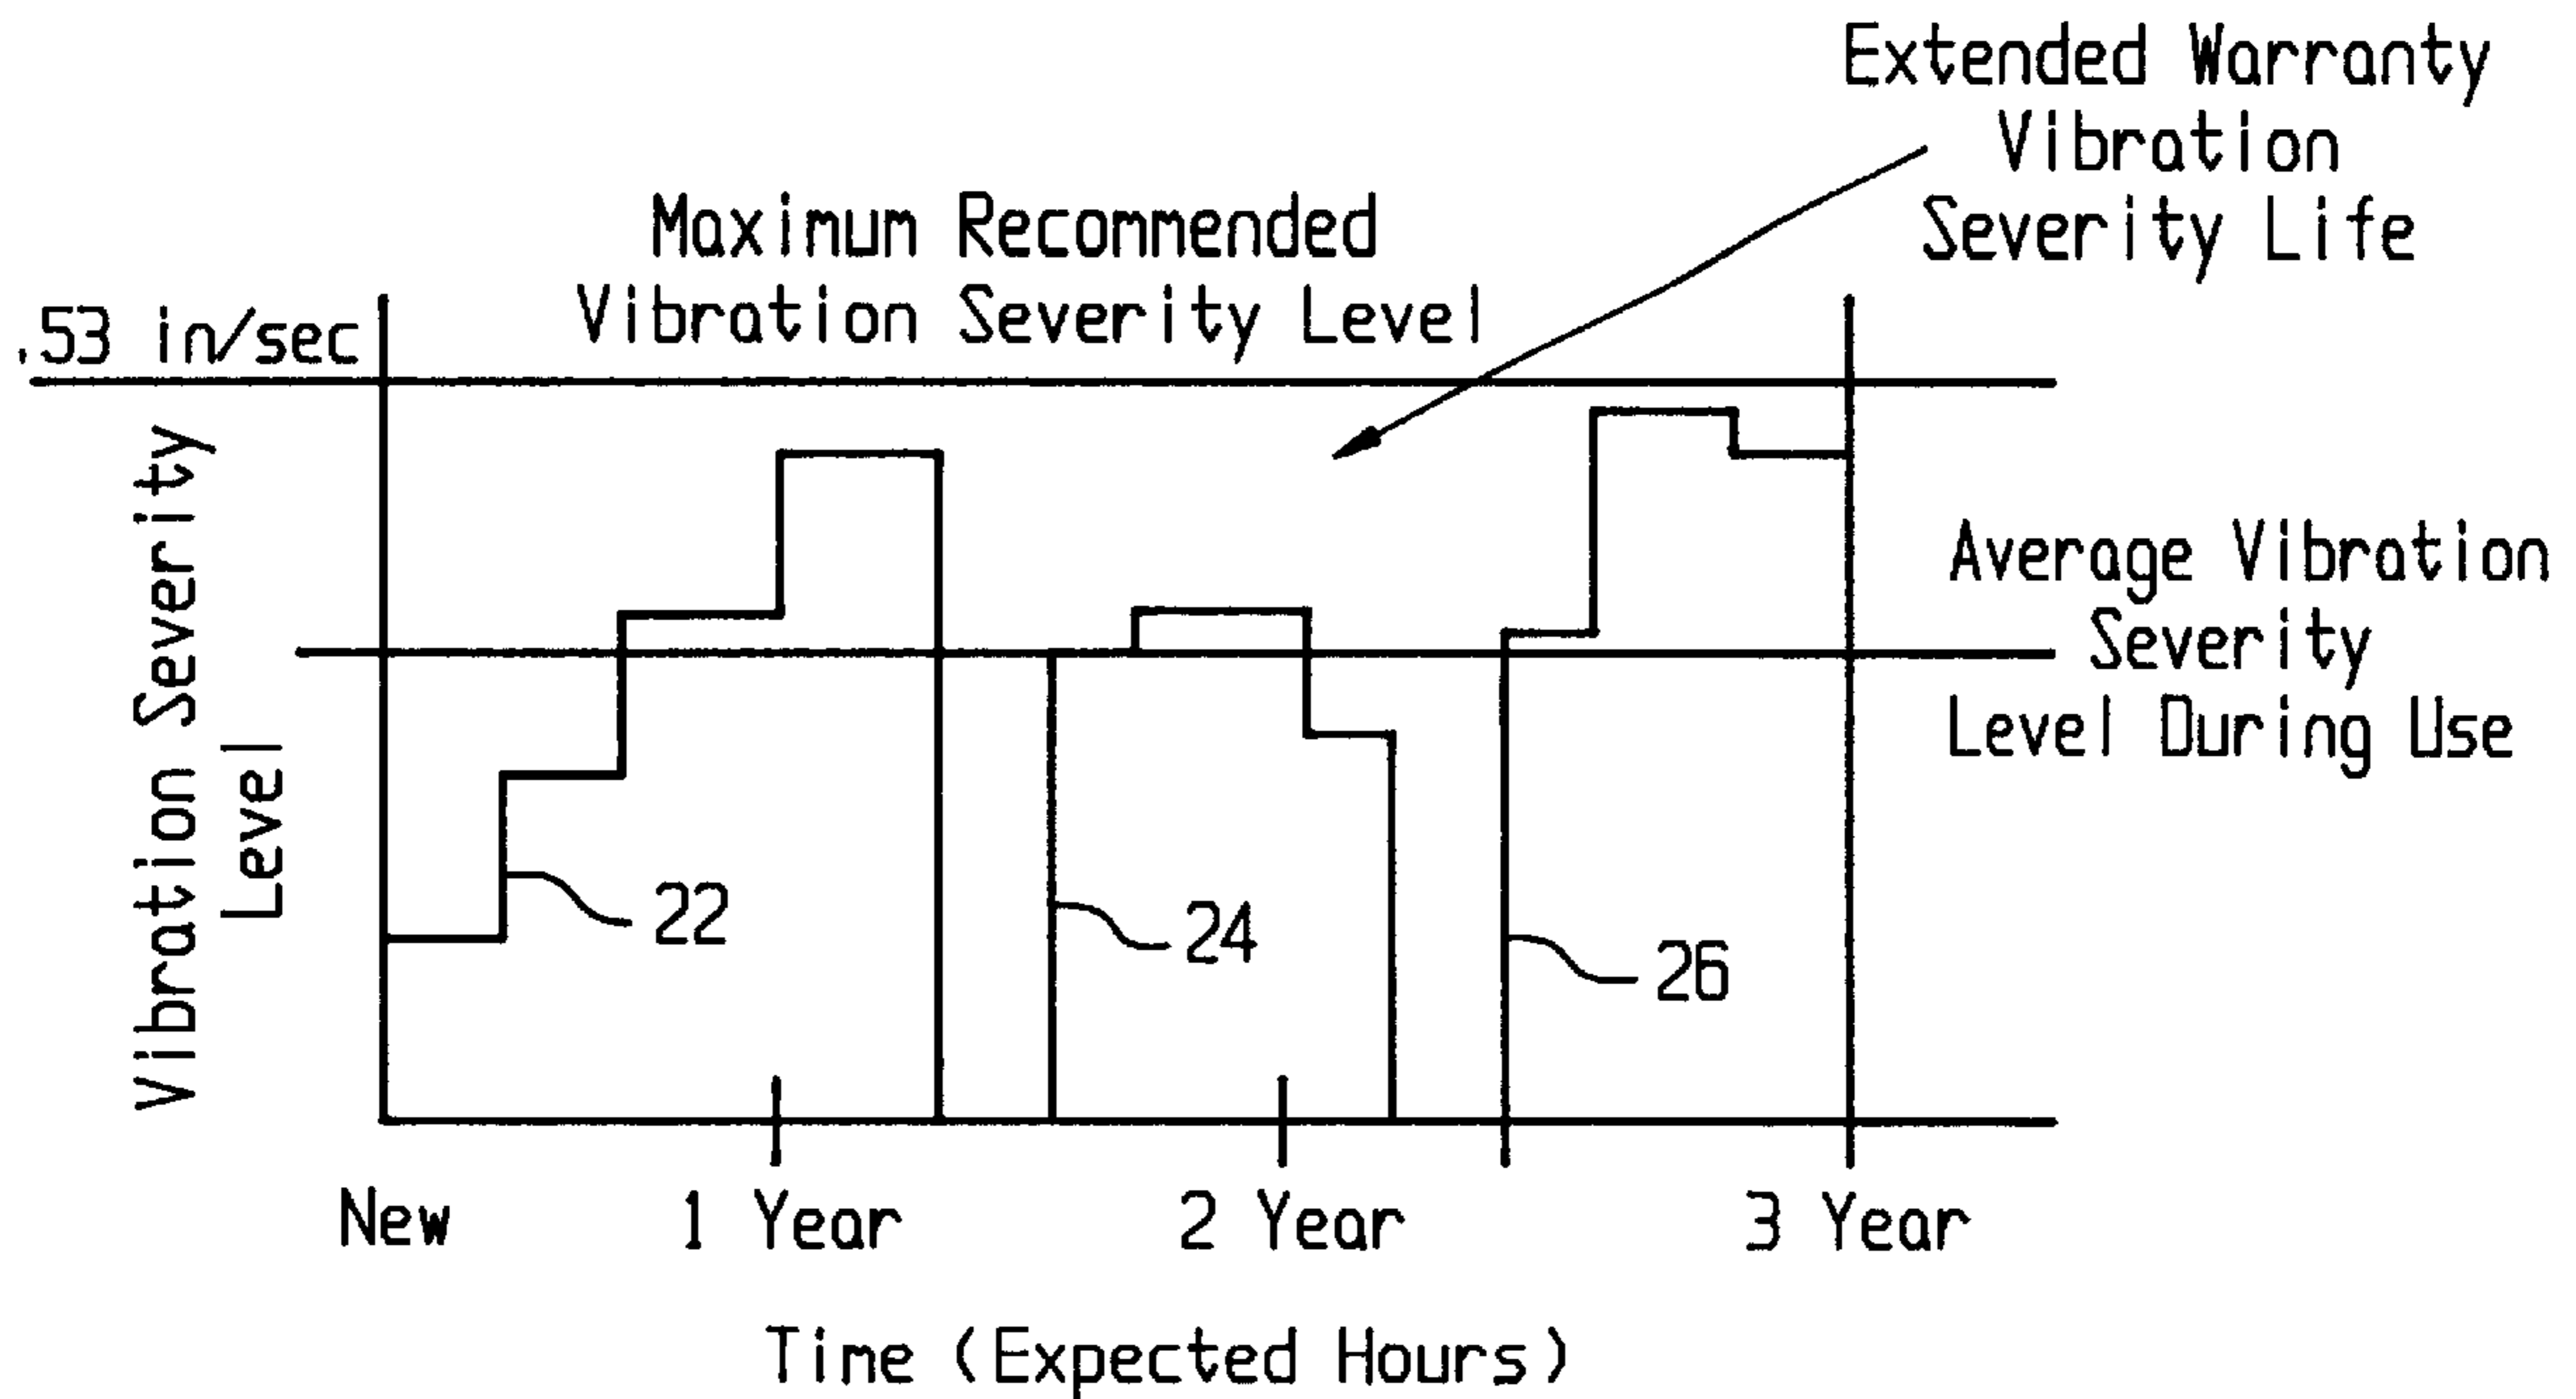 Extended Warranty
Vibration
Severity Life
Maximum Recommended
Vibration Severity Level
.53 in/sec
Vibration Severity
Level
Average Vibration
Severity
Level During Use
22
24
26
New
1 Year
2 Year
3 Year
Time (Expected Hours)